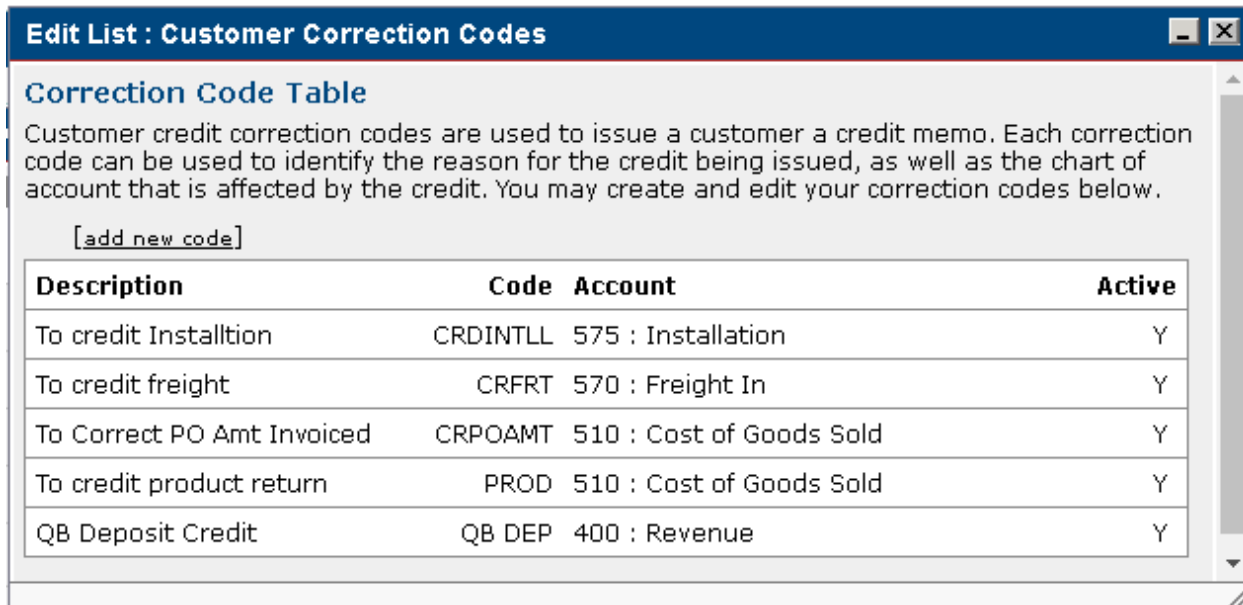 Edit List : Customer Correction Codes
Correction Code Table
Customer credit correction codes are used to issue a customer a credit memo. Each correction
code can be used to identify the reason for the credit being issued, as well as the chart of
account that is affected by the credit. You may create and edit your correction codes below.
[add new code]
Description Code Account Active
To credit Installtion CRDINTLL 575 : Installation Y
To credit freight CRFRT 570 : Freight In Y
To Correct PO Amt Invoiced CRPOAMT 510 : Cost of Goods Sold Y
To credit product return PROD 510 : Cost of Goods Sold Y
QB Deposit Credit QB DEP 400 : Revenue Y